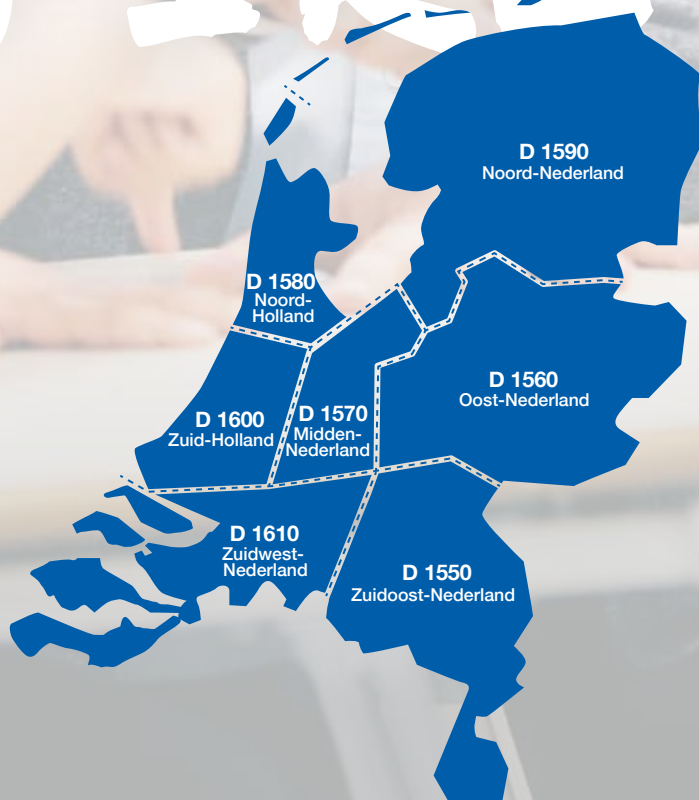 D 1590
Noord-Nederland
D 1580
Noord-
Holland
D 1560
Oost-Nederland
D 1600
Zuid-Holland
D 1570
Midden-
Nederland
D 1610
Zuidwest-
Nederland
D 1550
Zuidoost-Nederland